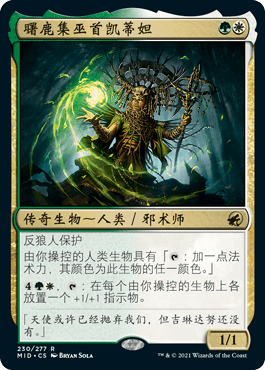 曙鹿集巫首凯蒂妲
传奇生物～人类／邪术师
反狼人保护
由你操控的人类生物具有「：加一点法
术力，其颜色为此生物的任一颜色。」
4，：在每个由你操控的生物上各
放置一个+1/+1指示物。
「天使或许已经抛弃我们，但吉琳达努还没
有。」
1/1
230/277 R
MID • CS BRYAN SOLA
™ & © 2021 Wizards of the Coast